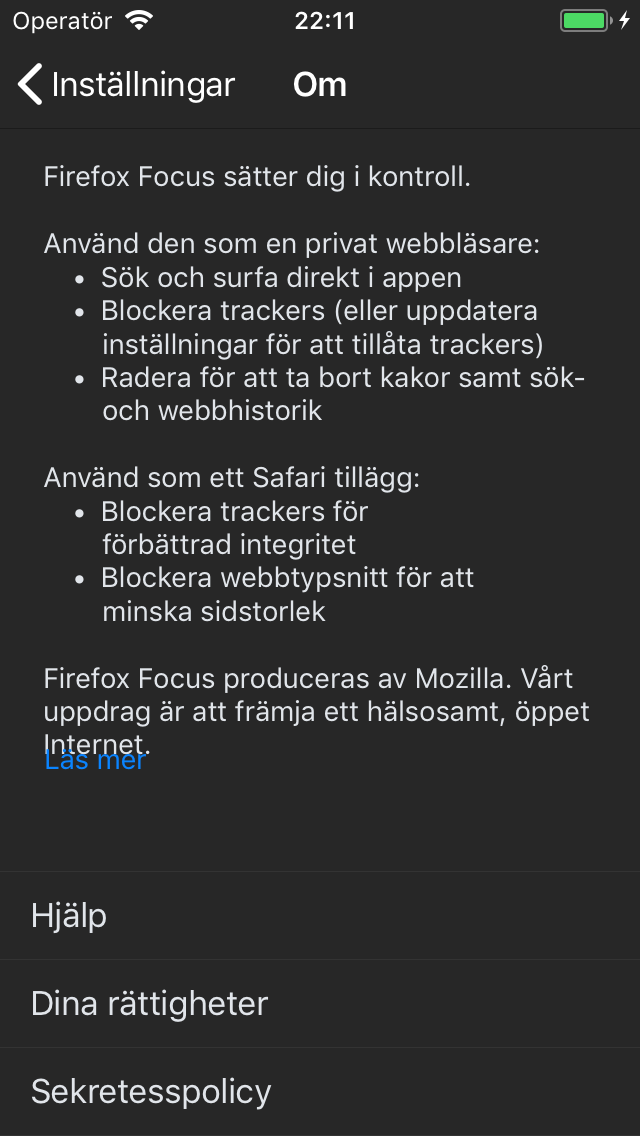 Operatör
22:11
Inställningar
Om
Firefox Focus sätter dig i kontroll.
Använd den som en privat webbläsare:
• Sök och surfa direkt i appen
• Blockera trackers (eller uppdatera
inställningar för att tillåta trackers)
• Radera för att ta bort kakor samt sök-
och webbhistorik
Använd som ett Safari tillägg:
• Blockera trackers för
förbättrad integritet
• Blockera webbtypsnitt för att
minska sidstorlek
Firefox Focus produceras av Mozilla. Vårt
uppdrag är att främja ett hälsosamt, öppet
Internet.
Läs mer
Hjälp
Dina rättigheter
Sekretesspolicy